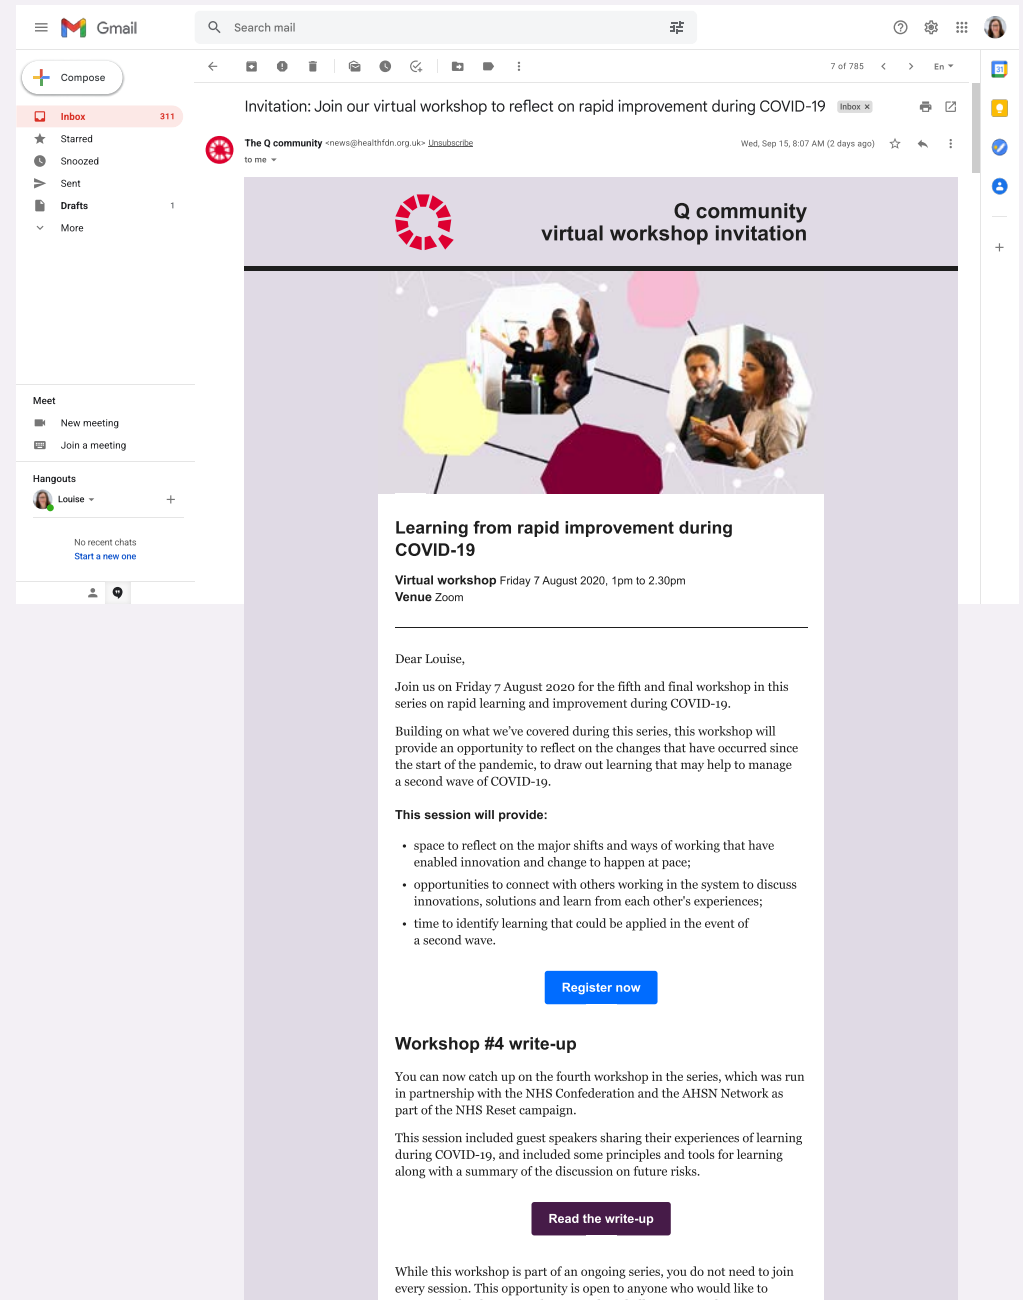 Gmail
Search mail
Compose
7 of 785
En
31
Inbox 311
Starred
Snoozed
Sent
Drafts 1
More
Meet
New meeting
Join a meeting
Hangouts
Louise
No recent chats
Start a new one
Invitation: Join our virtual workshop to reflect on rapid improvement during COVID-19 Inbox ×
The Q community <news@healthfdn.org.uk> Unsubscribe
Wed, Sep 15, 8:07 AM (2 days ago)
to me
Q community
virtual workshop invitation
Learning from rapid improvement during
COVID-19
Virtual workshop Friday 7 August 2020, 1pm to 2.30pm
Venue Zoom
Dear Louise,
Join us on Friday 7 August 2020 for the fifth and final workshop in this
series on rapid learning and improvement during COVID-19.
Building on what we've covered during this series, this workshop will
provide an opportunity to reflect on the changes that have occurred since
the start of the pandemic, to draw out learning that may help to manage
a second wave of COVID-19.
This session will provide:
• space to reflect on the major shifts and ways of working that have
enabled innovation and change to happen at pace;
• opportunities to connect with others working in the system to discuss
innovations, solutions and learn from each other's experiences;
• time to identify learning that could be applied in the event of
a second wave.
Register now
Workshop #4 write-up
You can now catch up on the fourth workshop in the series, which was run
in partnership with the NHS Confederation and the AHSN Network as
part of the NHS Reset campaign.
This session included guest speakers sharing their experiences of learning
during COVID-19, and included some principles and tools for learning
along with a summary of the discussion on future risks.
Read the write-up
While this workshop is part of an ongoing series, you do not need to join
every session. This opportunity is open to anyone who would like to